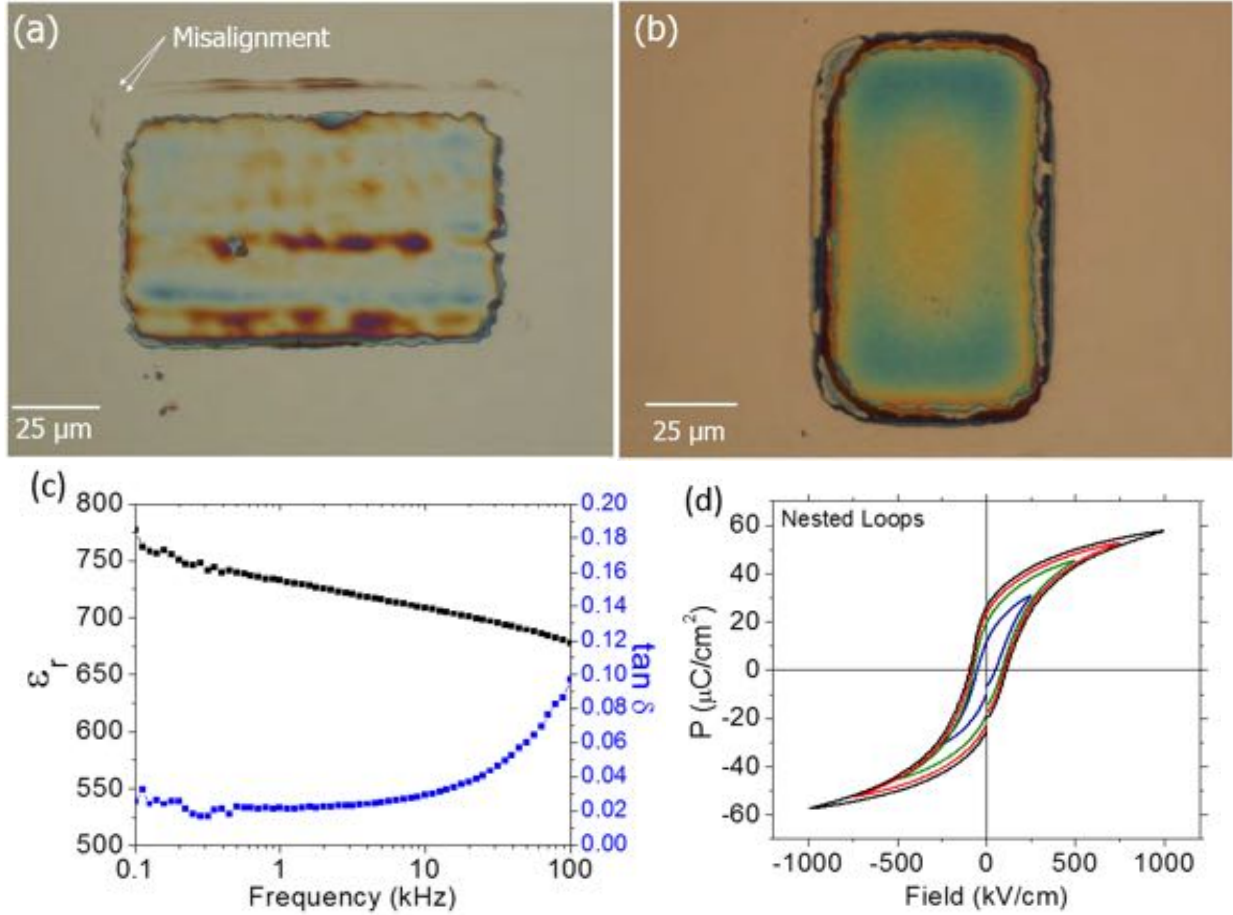 (a)
Misalignment
25 µm
(b)
25 µm
(c)
800
750
700
650
600
550
500
εr
0.20
0.18
0.16
0.14
0.12
0.10
0.08
0.06
0.04
0.02
0.00
tan δ
0.1
1
10
100
Frequency (kHz)
(d)
Nested Loops
60
40
20
0
-20
-40
-60
P (µC/cm²)
-1000
-500
0
500
1000
Field (kV/cm)